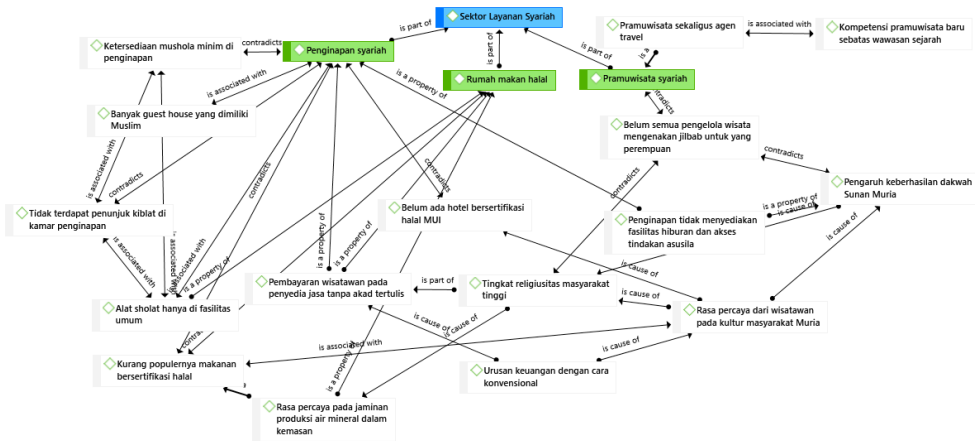 Sektor Layanan Syariah
is part of
is part of
is part of
Pramuwisata sekaligus agen
travel
is associated with
Kompetensi pramuwisata baru
sebatas wawasan sejarah
Ketersediaan mushola minim di
penginapan
contradicts
Penginapan syariah
is a
Rumah makan halal
Pramuwisata syariah
is associated with
is a property of
Banyak guest house yang dimiliki
Muslim
Belum semua pengelola wisata
mengenakan jilbab untuk yang
perempuan
contradicts
is associated with
contradicts
contradicts
contradicts
contradicts
Pengaruh keberhasilan dakwah
Sunan Muria
Tidak terdapat penunjuk kiblat di
kamar penginapan
Belum ada hotel bersertifikasi
halal MUI
Penginapan tidak menyediakan
fasilitas hiburan dan akses
tindakan asusila
is a property of
is cause of
is associated with
is associated with
is a property of
is a property of
is a property of
is cause of
is cause of
Pembayaran wisatawan pada
penyedia jasa tanpa akad tertulis
is part of
Tingkat religiusitas masyarakat
tinggi
is cause of
Alat sholat hanya di fasilitas
umum
Rasa percaya dari wisatawan
pada kultur masyarakat Muria
is cause of
is cause of
is associated with
is cause of
Kurang populernya makanan
bersertifikasi halal
is a property of
Urusan keuangan dengan cara
konvensional
Rasa percaya pada jaminan
produksi air mineral dalam
kemasan